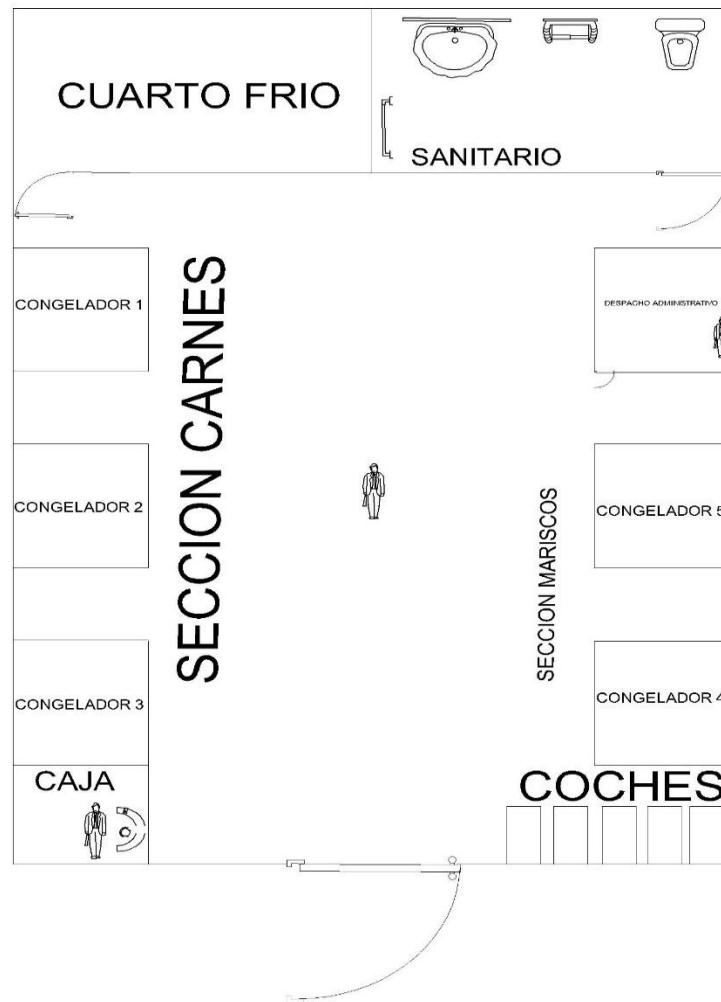 CUARTO FRIO
SANITARIO
CONGELADOR 1
SECCION CARNES
DESPACHO ADMINISTRATIVO
CONGELADOR 2
SECCION MARISCOS
CONGELADOR 5
CONGELADOR 3
CONGELADOR 4
CAJA
COCHES